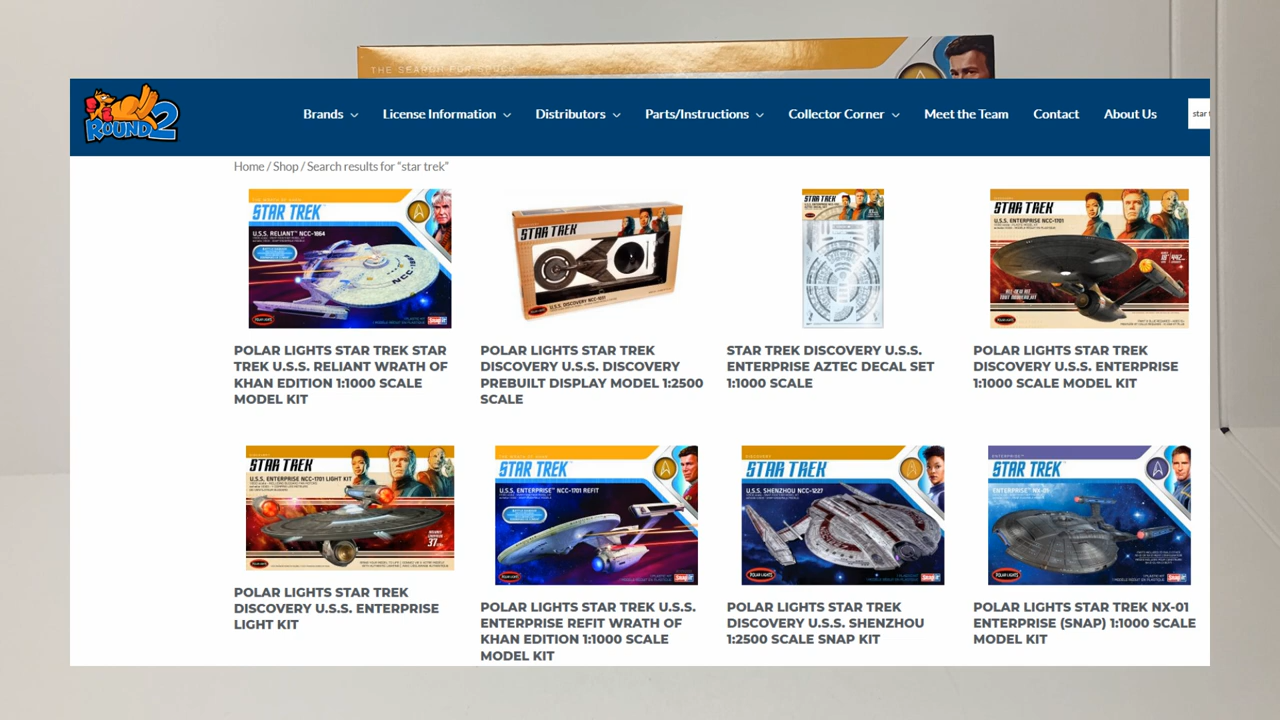 THE SEARCH FOR SPOCK
ROUND2
Brands
License Information
Distributors
Parts/Instructions
Collector Corner
Meet the Team
Contact
About Us
star t
Home / Shop / Search results for “star trek”
STAR TREK
U.S.S. RELIANT NCC-1864
STAR TREK
U.S.S. DISCOVERY NCC-1031
STAR TREK
STAR TREK
U.S.S. ENTERPRISE NCC-1701
POLAR LIGHTS STAR TREK STAR
TREK U.S.S. RELIANT WRATH OF
KHAN EDITION 1:1000 SCALE
MODEL KIT
POLAR LIGHTS STAR TREK
DISCOVERY U.S.S. DISCOVERY
PREBUILT DISPLAY MODEL 1:2500
SCALE
STAR TREK DISCOVERY U.S.S.
ENTERPRISE AZTEC DECAL SET
1:1000 SCALE
POLAR LIGHTS STAR TREK
DISCOVERY U.S.S. ENTERPRISE
1:1000 SCALE MODEL KIT
STAR TREK
U.S.S. ENTERPRISE NCC-1701 LIGHT KIT
STAR TREK
U.S.S. ENTERPRISE NCC-1701 REFIT
DISCOVERY
STAR TREK
U.S.S. SHENZHOU NCC-1227
ENTERPRISE
STAR TREK
ENTERPRISE NX-01
POLAR LIGHTS STAR TREK
DISCOVERY U.S.S. ENTERPRISE
LIGHT KIT
POLAR LIGHTS STAR TREK U.S.S.
ENTERPRISE REFIT WRATH OF
KHAN EDITION 1:1000 SCALE
MODEL KIT
POLAR LIGHTS STAR TREK
DISCOVERY U.S.S. SHENZHOU
1:2500 SCALE SNAP KIT
POLAR LIGHTS STAR TREK NX-01
ENTERPRISE (SNAP) 1:1000 SCALE
MODEL KIT